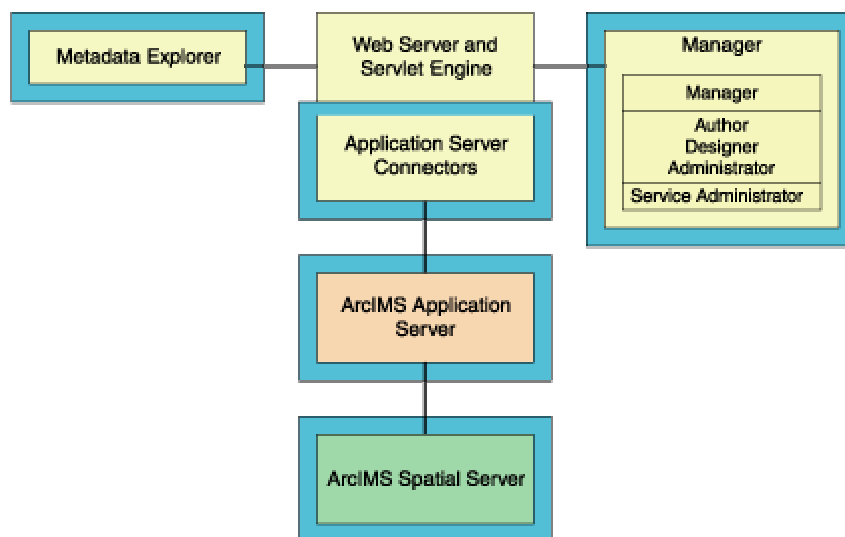 Metadata Explorer
Web Server and
Servlet Engine
Manager
Manager
Author
Designer
Administrator
Service Administrator
Application Server
Connectors
ArcIMS Application
Server
ArcIMS Spatial Server